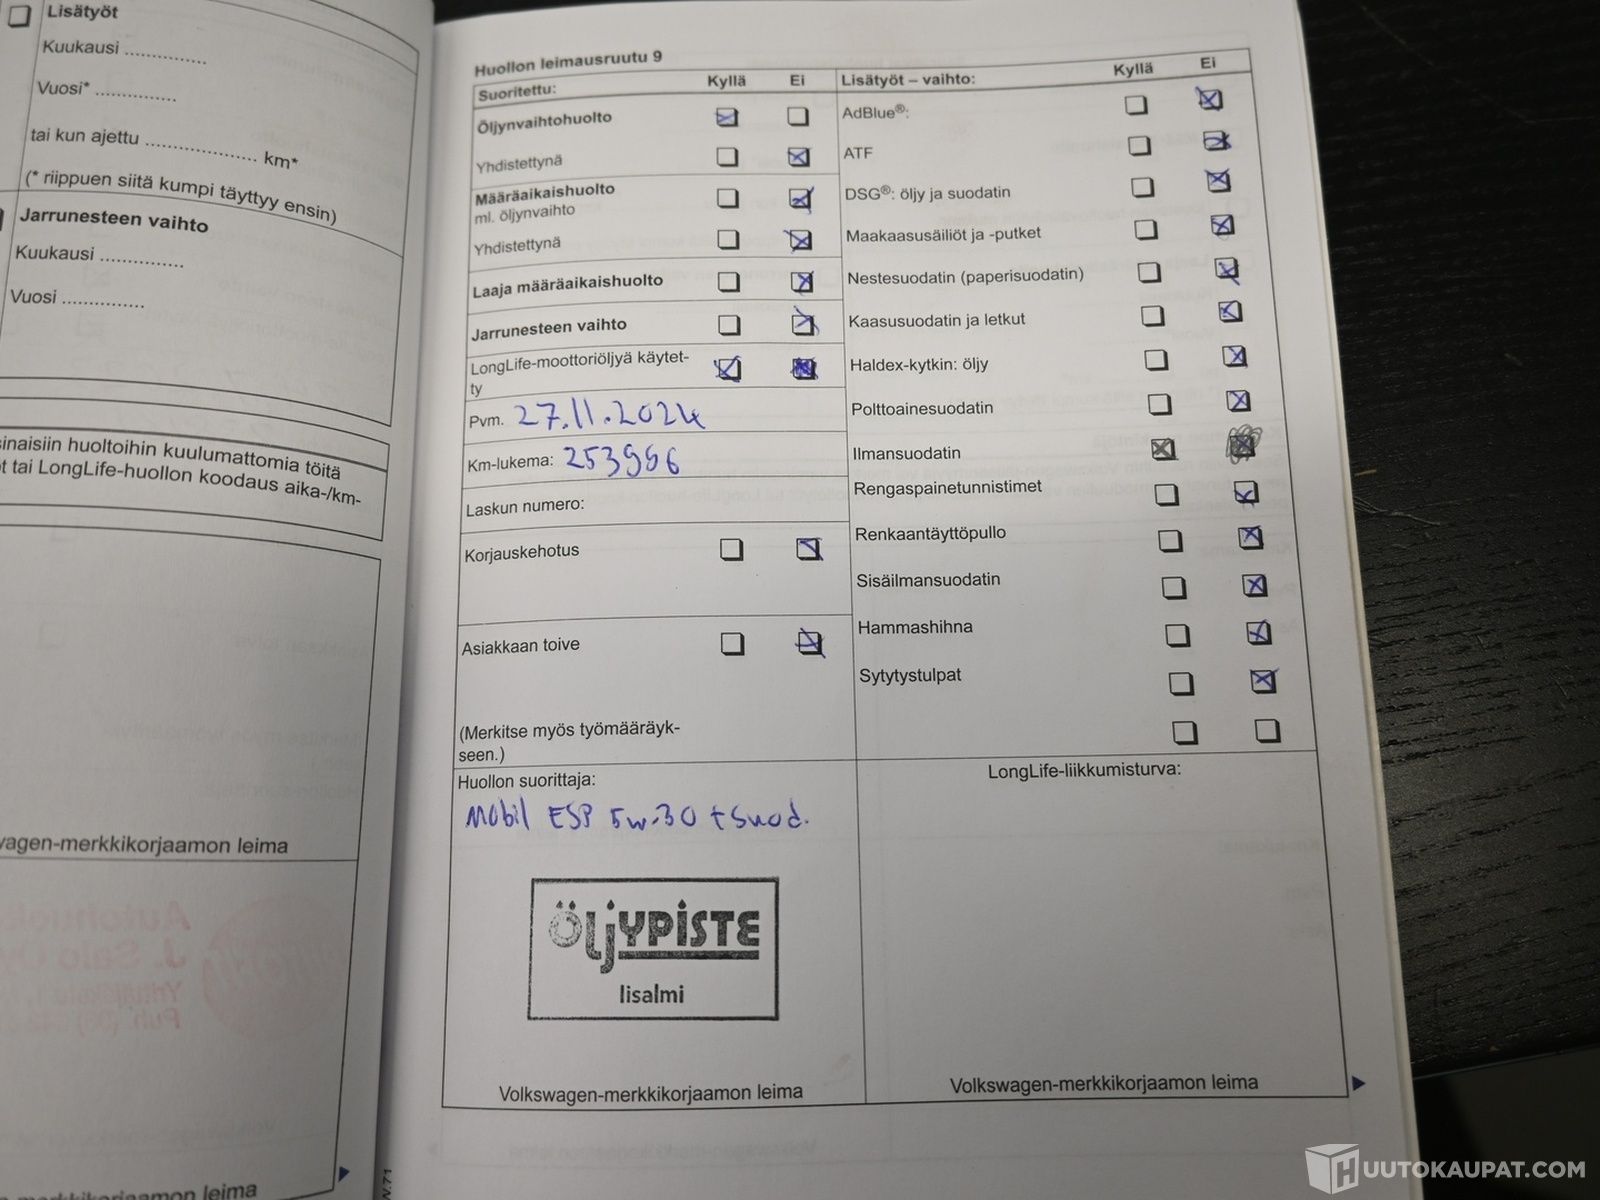 Lisätyöt
Kuukausi ..............
Vuosi* ..............
tai kun ajettu .................... km*
(* riippuen siitä kumpi täyttyy ensin)
Jarrunesteen vaihto
Kuukausi ..............
Vuosi ..............
sinaisiin huoltoihin kuulumattomia töitä
t tai LongLife-huollon koodaus aika-/km-
wagen-merkkikorjaamon leima
en-merkkikorjaamon leima
Huollon leimausruutu 9
Suoritettu: Kyllä Ei
Öljynvaihtohuolto
Yhdistettynä
Määräaikaishuolto
ml. öljynvaihto
Yhdistettynä
Laaja määräaikaishuolto
Jarrunesteen vaihto
LongLife-moottoriöljyä käytet-
ty
Pvm. 27.11.2024
Km-lukema: 253966
Laskun numero:
Korjauskehotus
Asiakkaan toive
(Merkitse myös työmääräyk-
seen.)
Huollon suorittaja:
Mobil ESP 5w-30 + Suod.
ÖljYPiSTE
Iisalmi
Volkswagen-merkkikorjaamon leima
Lisätyöt – vaihto: Kyllä Ei
AdBlue®:
ATF
DSG®: öljy ja suodatin
Maakaasusäiliöt ja -putket
Nestesuodatin (paperisuodatin)
Kaasusuodatin ja letkut
Haldex-kytkin: öljy
Polttoainesuodatin
Ilmansuodatin
Rengaspainetunnistimet
Renkaantäyttöpullo
Sisäilmansuodatin
Hammashihna
Sytytystulpat
LongLife-liikkumisturva:
Volkswagen-merkkikorjaamon leima
HUUTOKAUPAT.COM